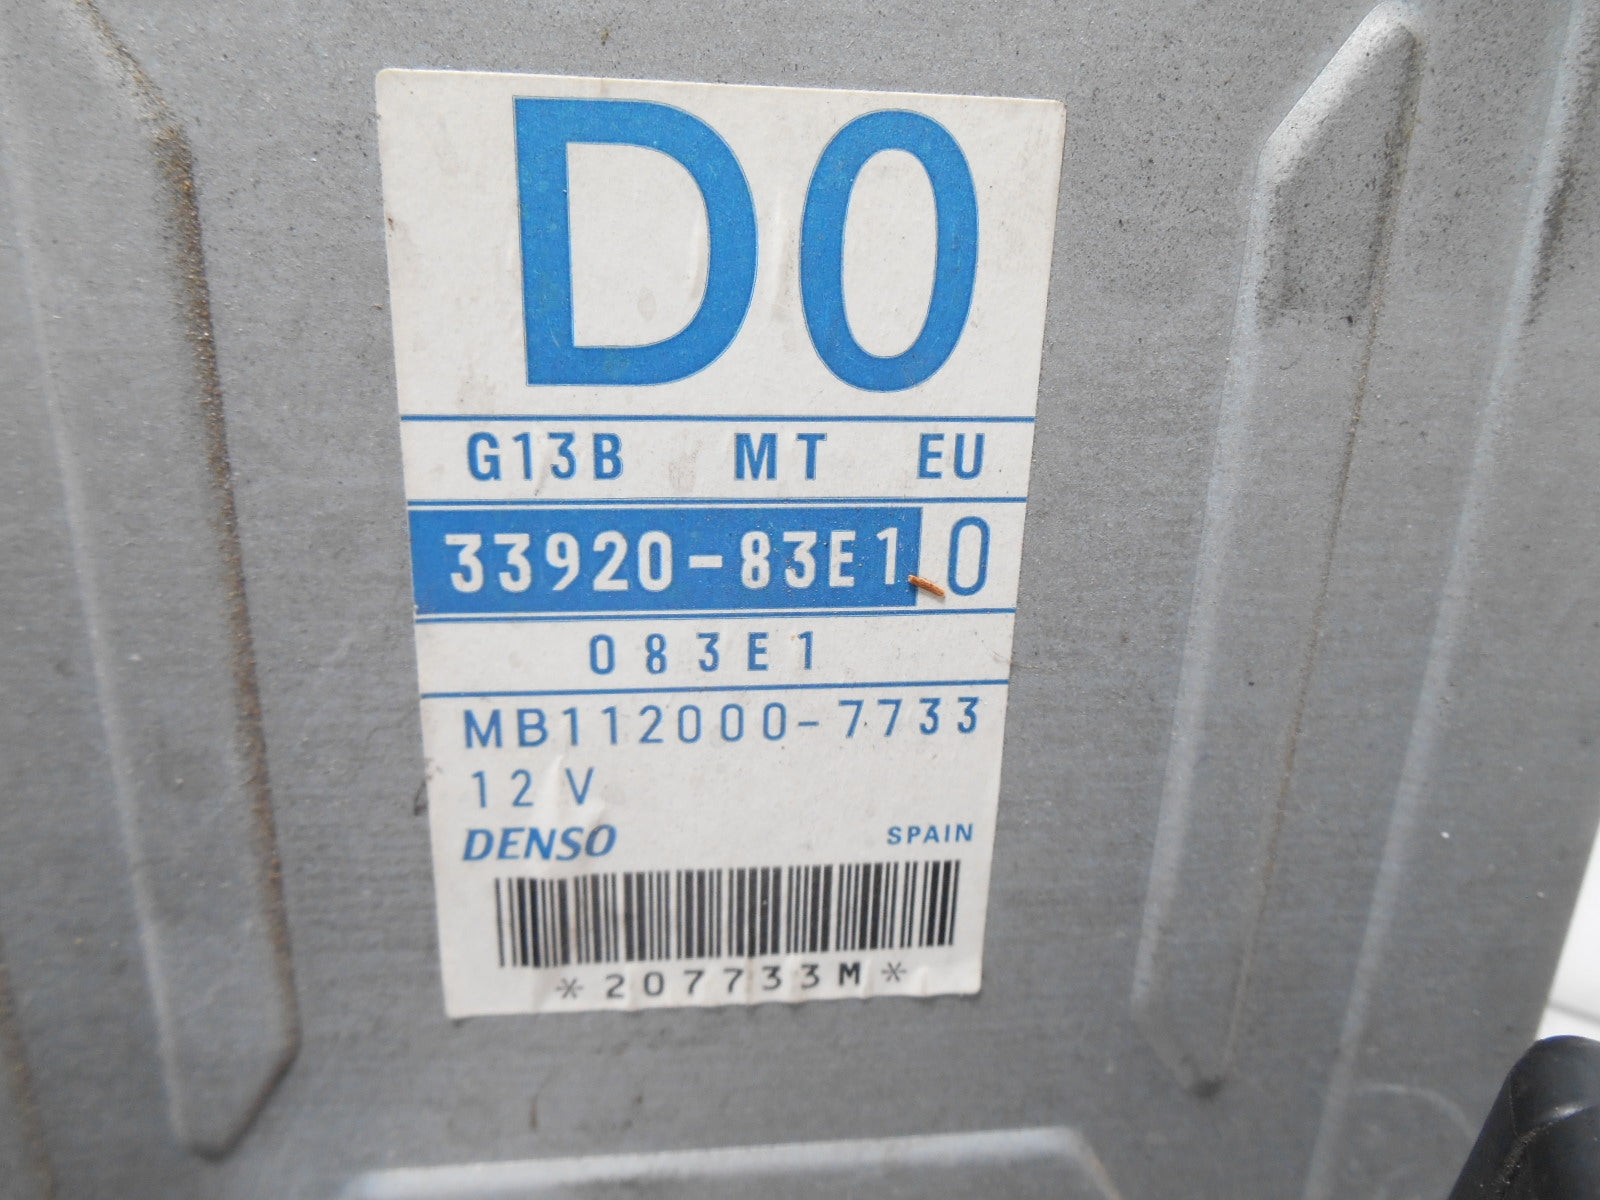 D0
G13B MT EU
33920-83E10
083E1
MB112000-7733
12V
DENSO SPAIN
*207733M*